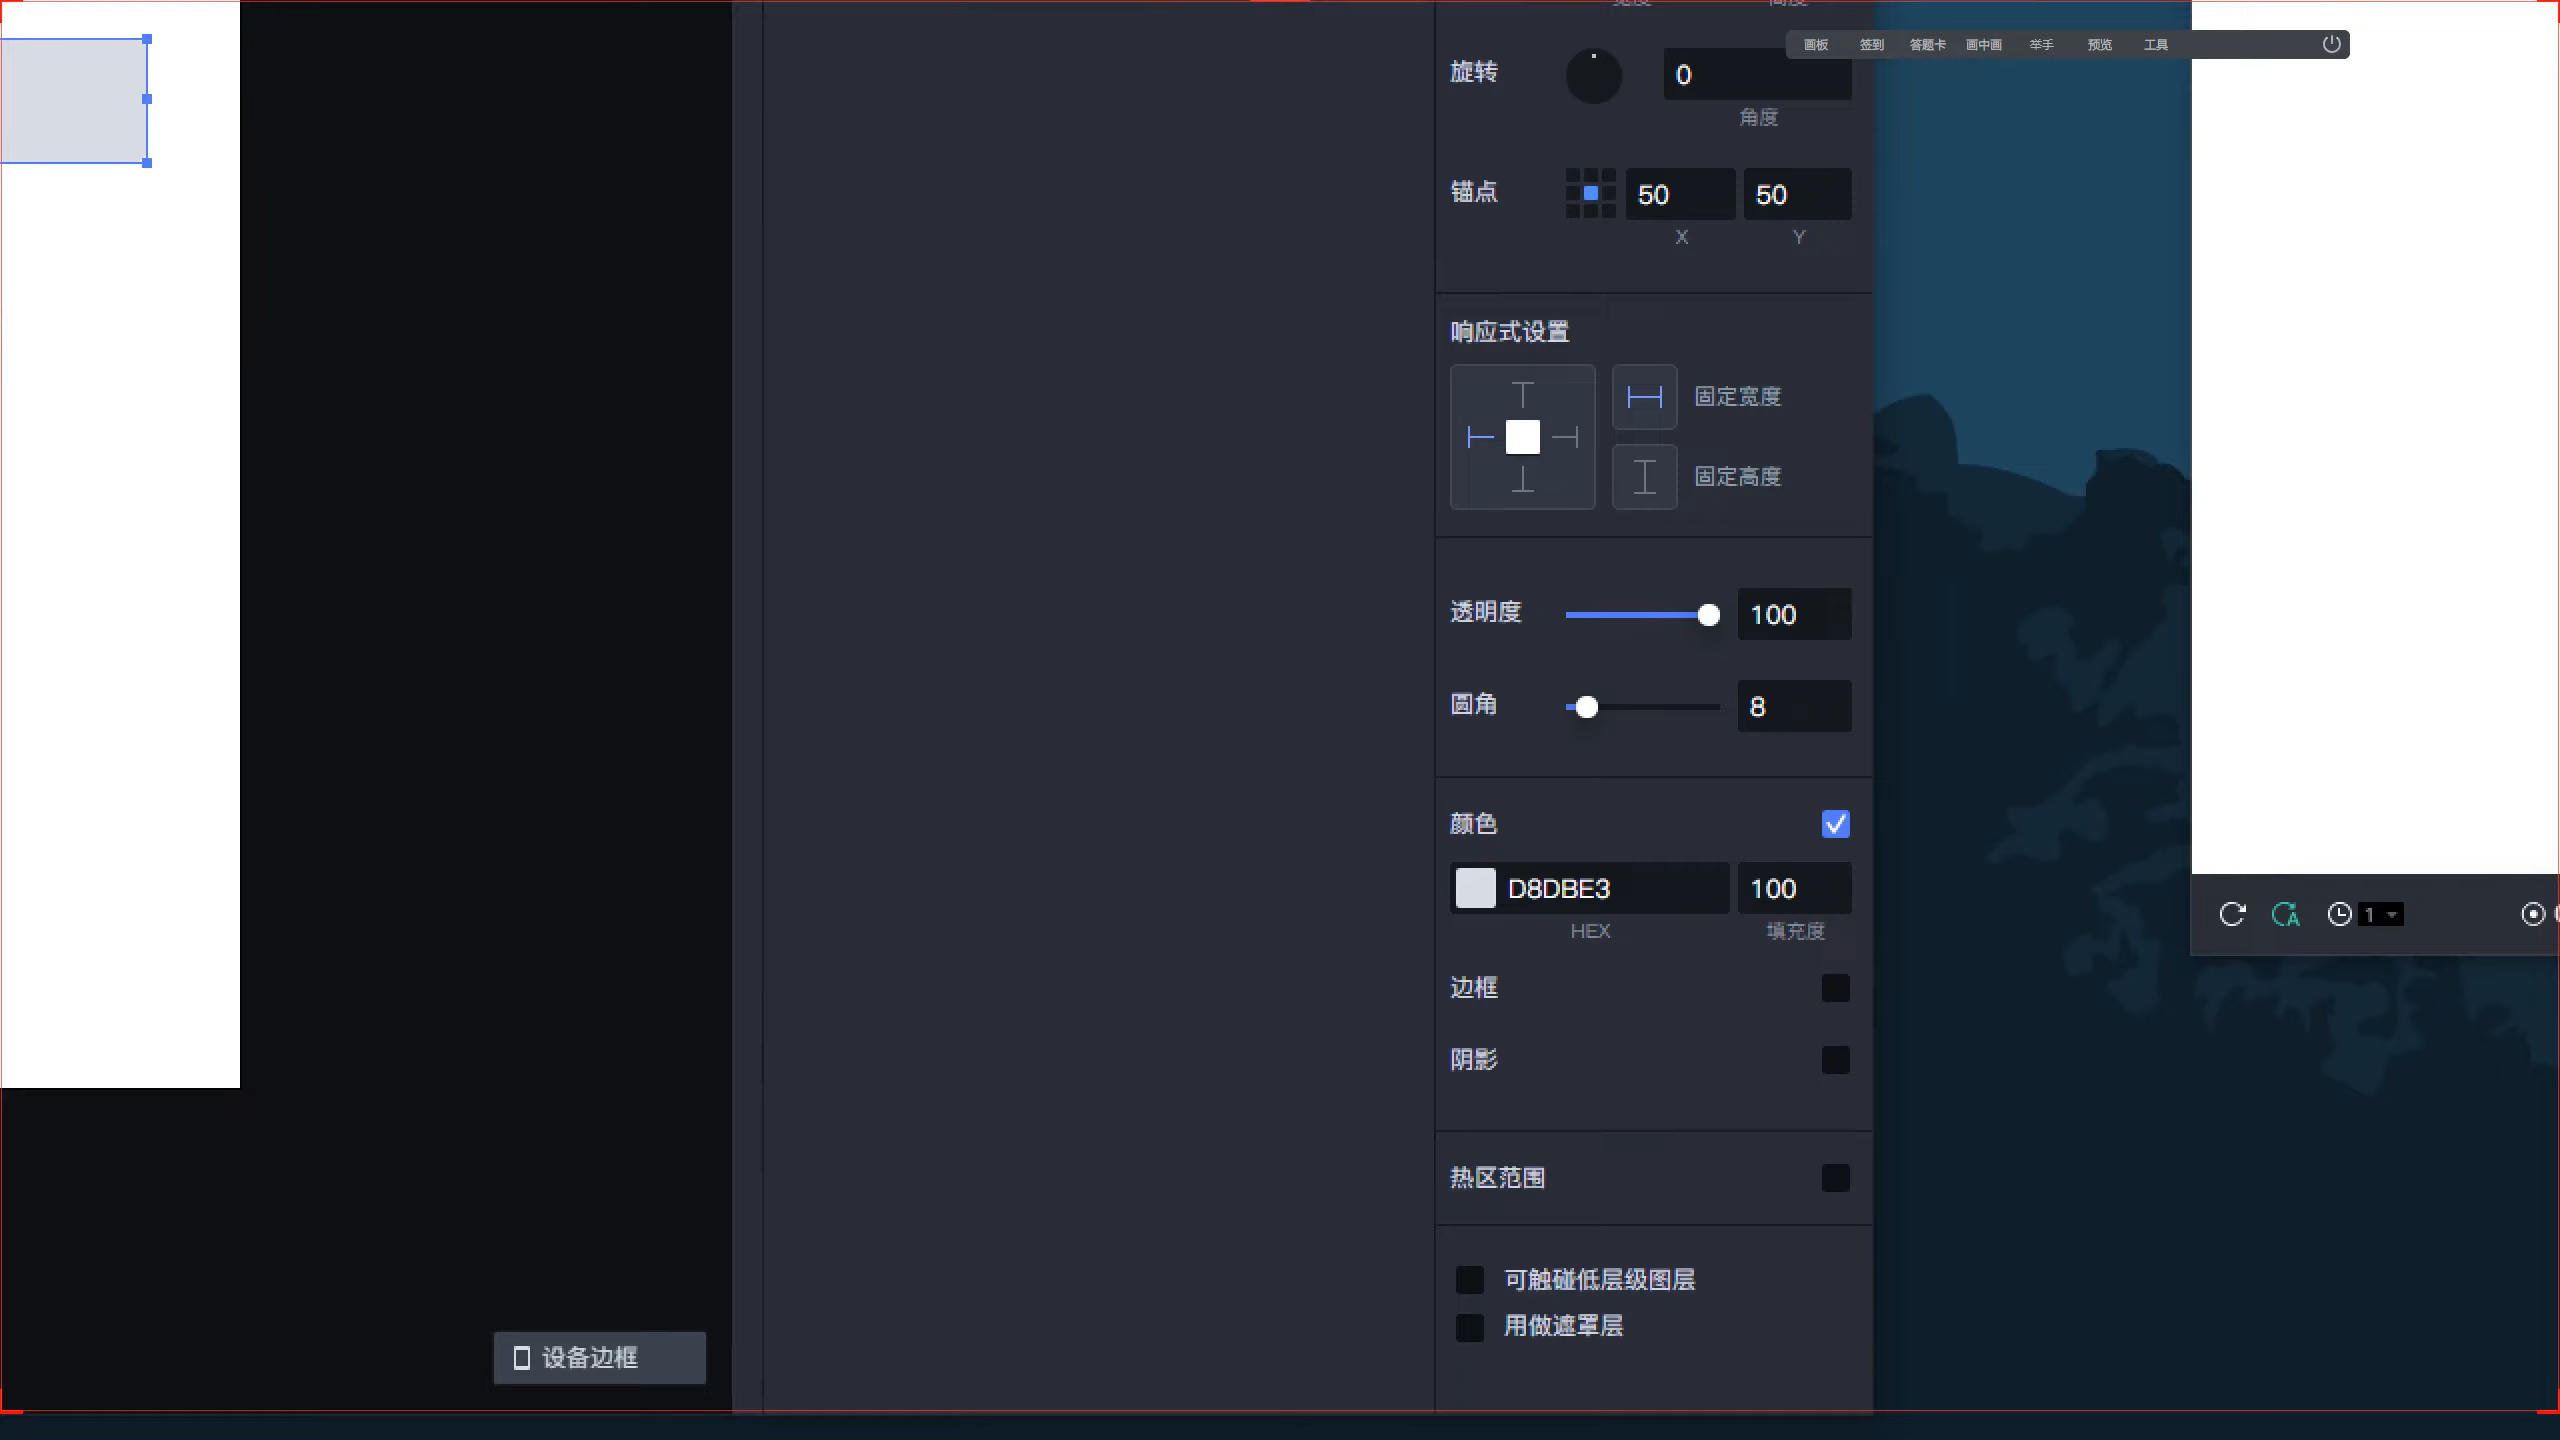 画板 签到 答题卡 画中画 举手 预览 工具
旋转 0
角度
锚点 50 50
X Y
响应式设置
固定宽度
固定高度
透明度 100
圆角 8
颜色
D8DBE3 100
HEX 填充度
1
边框
阴影
热区范围
可触碰低层级图层
用做遮罩层
设备边框